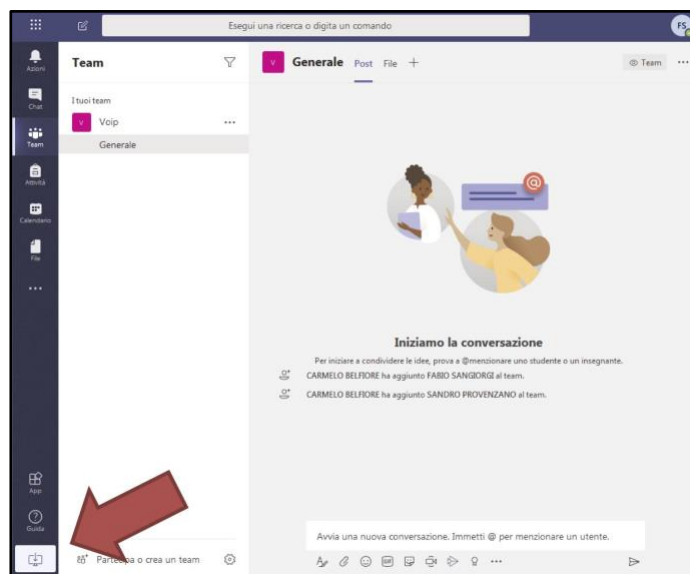 Esegui una ricerca o digita un comando
FS
Azioni
Chat
Team
Attività
Calendario
File
App
Guida
Team
I tuoi team
V Voip
Generale
Partecipa o crea un team
V Generale Post File
Team
@
Iniziamo la conversazione
Per iniziare a condividere le idee, prova a @menzionare uno studente o un insegnante.
CARMELO BELFIORE ha aggiunto FABIO SANGIORGI al team.
CARMELO BELFIORE ha aggiunto SANDRO PROVENZANO al team.
Avvia una nuova conversazione. Immetti @ per menzionare un utente.
GIF